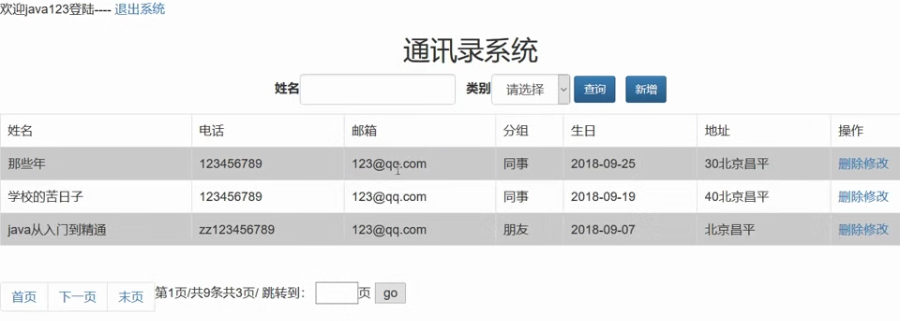 欢迎java123登陆---- 退出系统
通讯录系统
姓名 类别 请选择 查询 新增
姓名 电话 邮箱 分组 生日 地址 操作
那些年 123456789 123@qq.com 同事 2018-09-25 30北京昌平 删除修改
学校的苦日子 123456789 123@qq.com 同事 2018-09-19 40北京昌平 删除修改
java从入门到精通 zz123456789 123@qq.com 朋友 2018-09-07 北京昌平 删除修改
首页 下一页 末页 第1页/共9条共3页/ 跳转到： 页 go